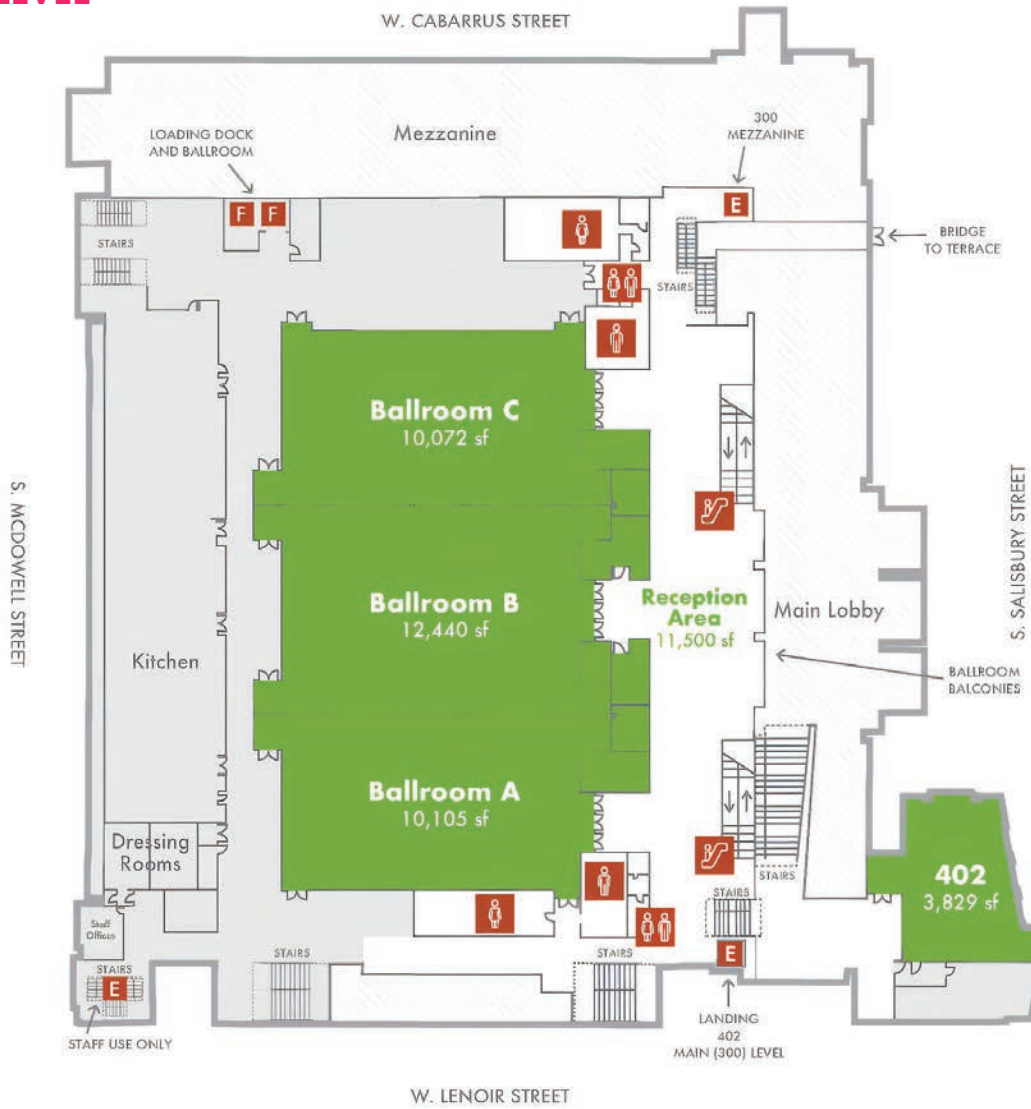 LEVEL
W. CABARRUS STREET
LOADING DOCK
AND BALLROOM
Mezzanine
300
MEZZANINE
F F
E
STAIRS
BRIDGE
TO TERRACE
STAIRS
Ballroom C
10,072 sf
S. MCDOWELL STREET
S. SALISBURY STREET
Ballroom B
12,440 sf
Reception
Area
11,500 sf
Main Lobby
Kitchen
BALLROOM
BALCONIES
Ballroom A
10,105 sf
Dressing
Rooms
STAIRS
402
3,829 sf
STAIRS
Staff
Offices
STAIRS
STAIRS
STAIRS
E
E
STAFF USE ONLY
LANDING
402
MAIN (300) LEVEL
W. LENOIR STREET